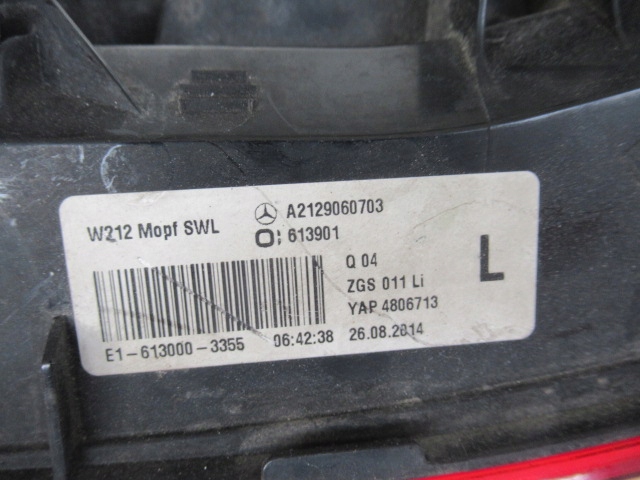 W212 Mopf SWL A2129060703
613901
Q 04
ZGS 011 Li
L
YAP 4806713
E1-613000-3355 06:42:38 26.08.2014